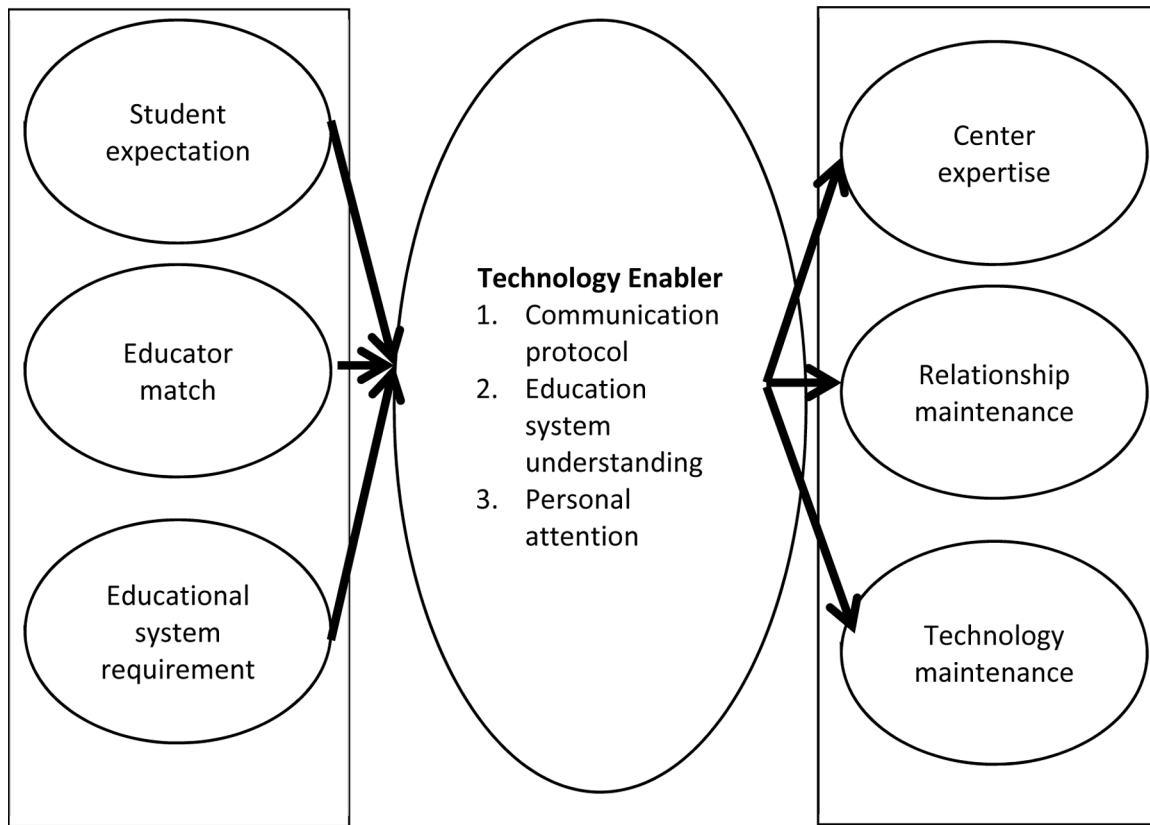 Student
expectation
Educator
match
Educational
system
requirement
Technology Enabler
1. Communication
protocol
2. Education
system
understanding
3. Personal
attention
Center
expertise
Relationship
maintenance
Technology
maintenance